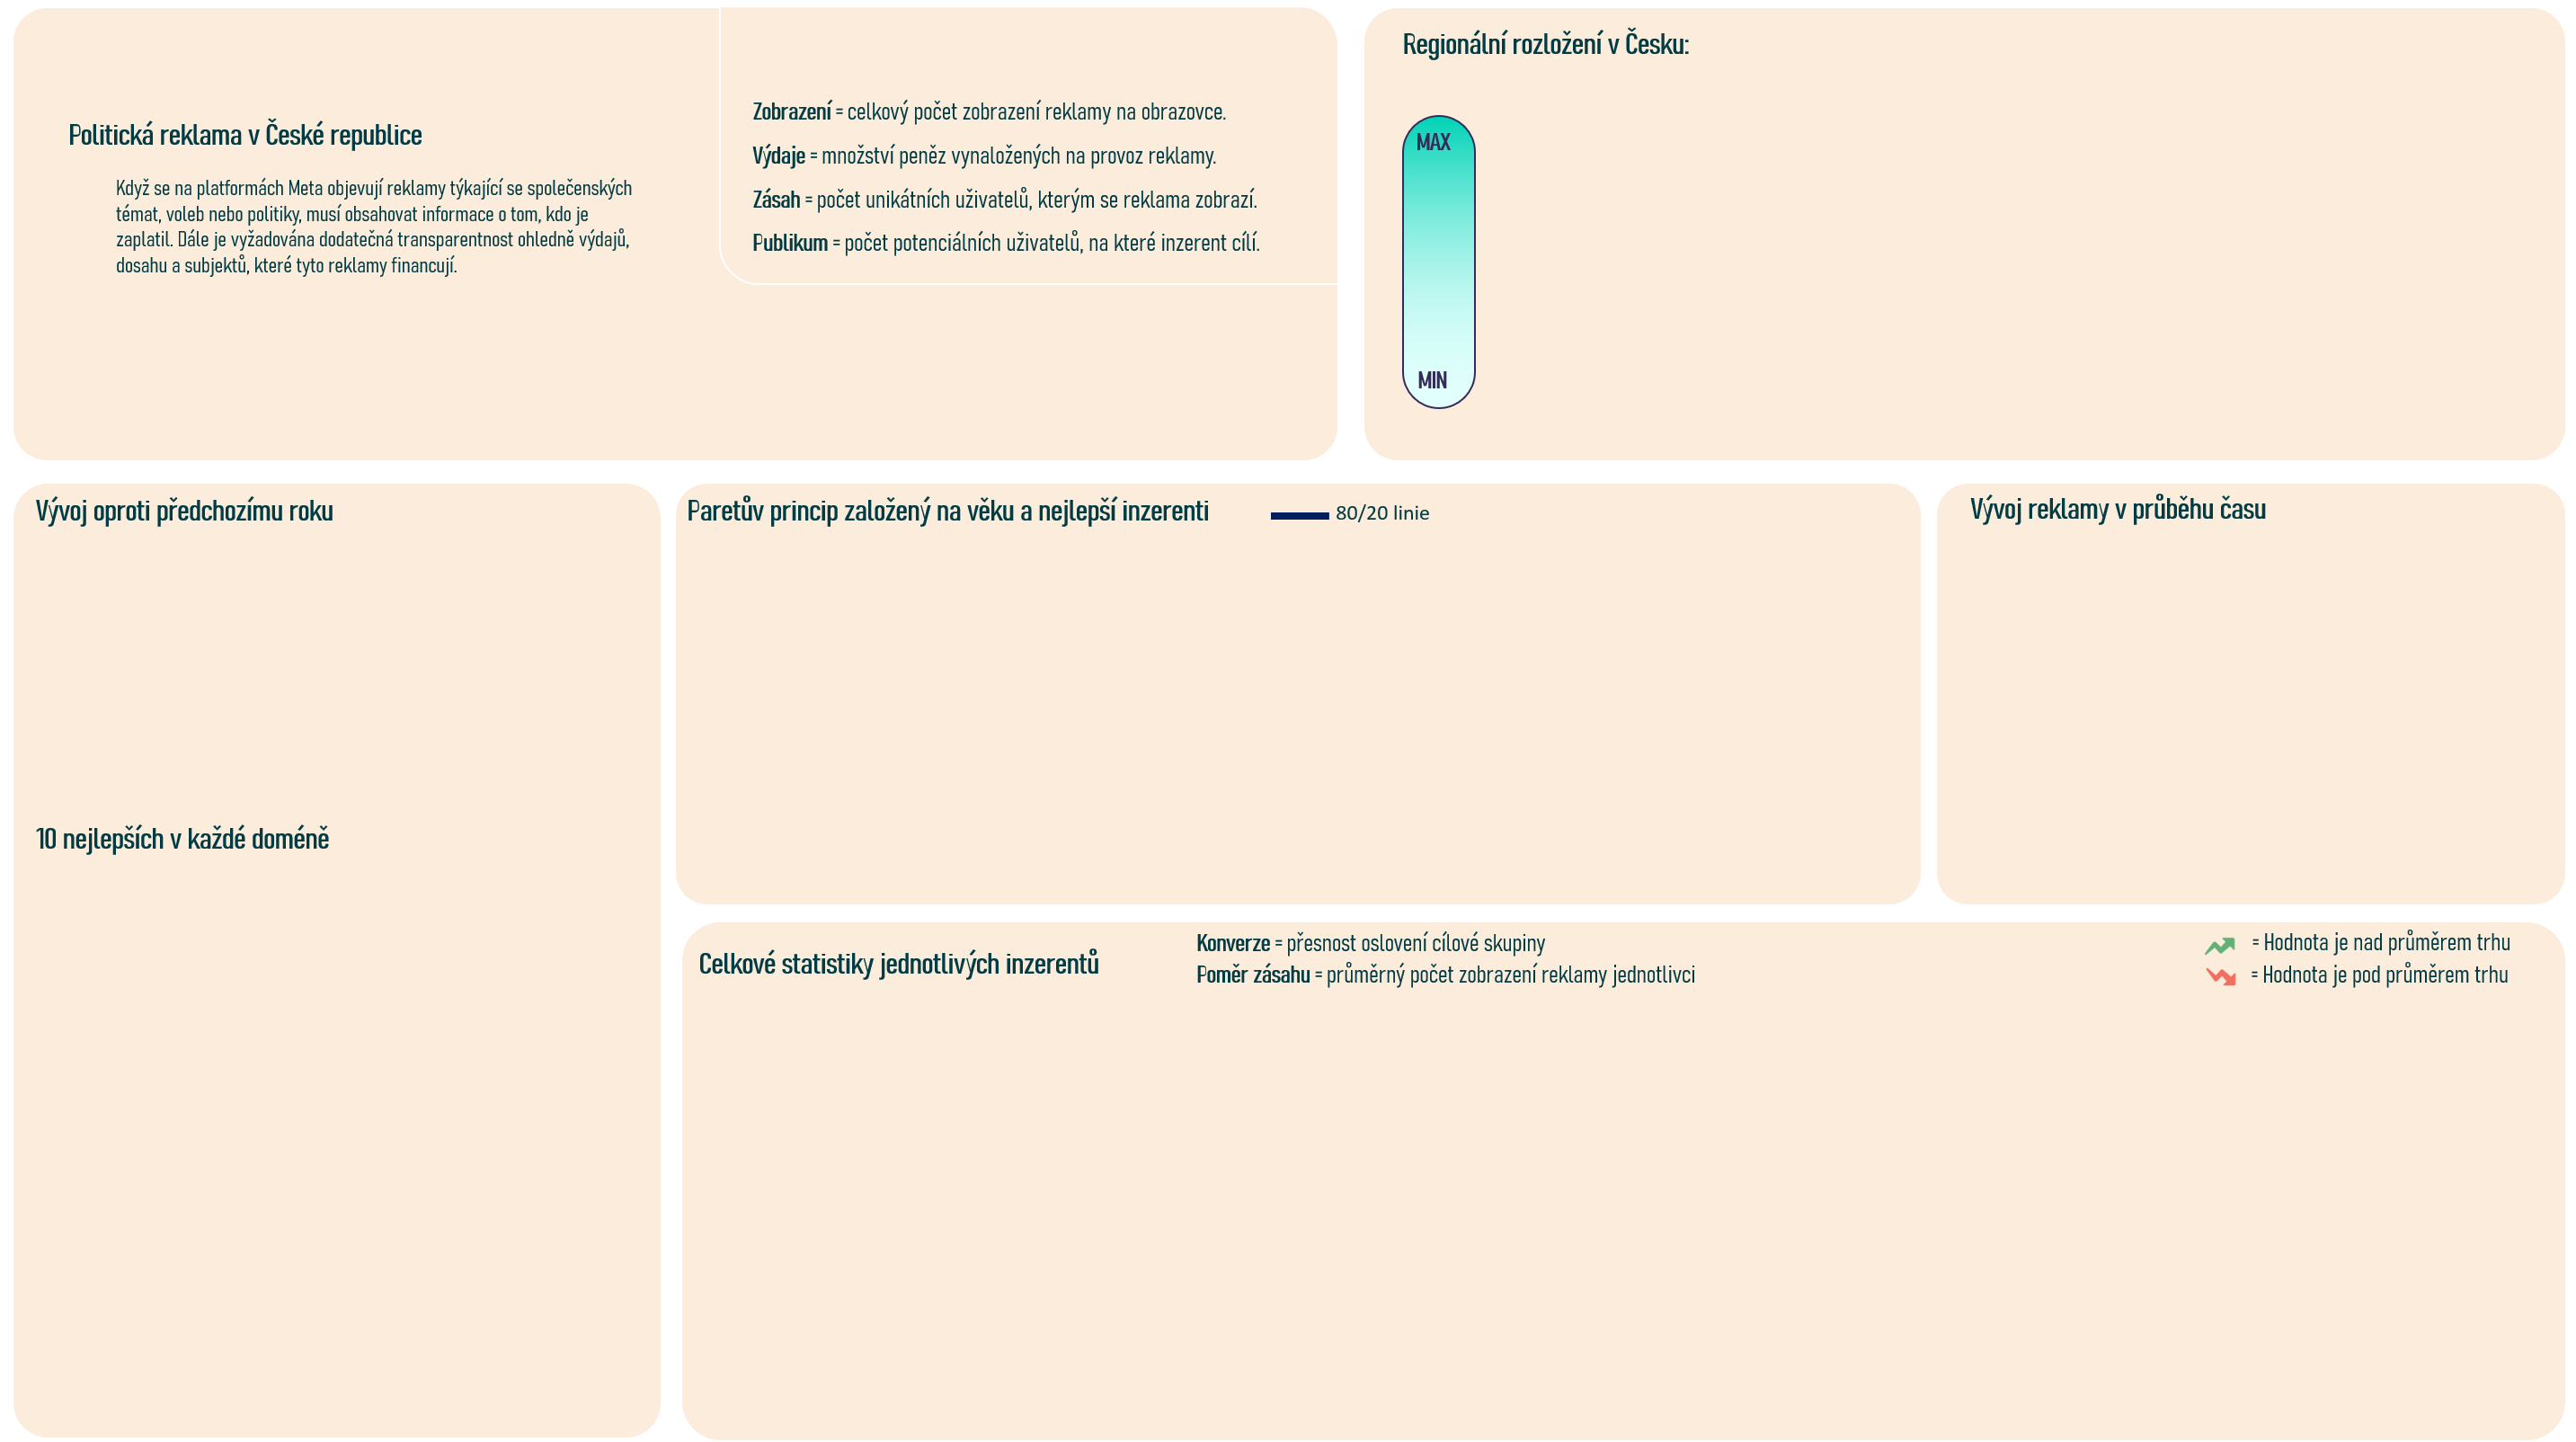 Politická reklama v České republice
Když se na platformách Meta objevují reklamy týkající se společenských
témat, voleb nebo politiky, musí obsahovat informace o tom, kdo je
zaplatil. Dále je vyžadována dodatečná transparentnost ohledně výdajů,
dosahu a subjektů, které tyto reklamy financují.
Zobrazení = celkový počet zobrazení reklamy na obrazovce.
Výdaje = množství peněz vynaložených na provoz reklamy.
Zásah = počet unikátních uživatelů, kterým se reklama zobrazí.
Publikum = počet potenciálních uživatelů, na které inzerent cílí.
Regionální rozložení v Česku:
MAX
MIN
Vývoj oproti předchozímu roku
10 nejlepších v každé doméně
Paretův princip založený na věku a nejlepší inzerenti
80/20 linie
Vývoj reklamy v průběhu času
Celkové statistiky jednotlivých inzerentů
Konverze = přesnost oslovení cílové skupiny
Poměr zásahu = průměrný počet zobrazení reklamy jednotlivci
= Hodnota je nad průměrem trhu
= Hodnota je pod průměrem trhu